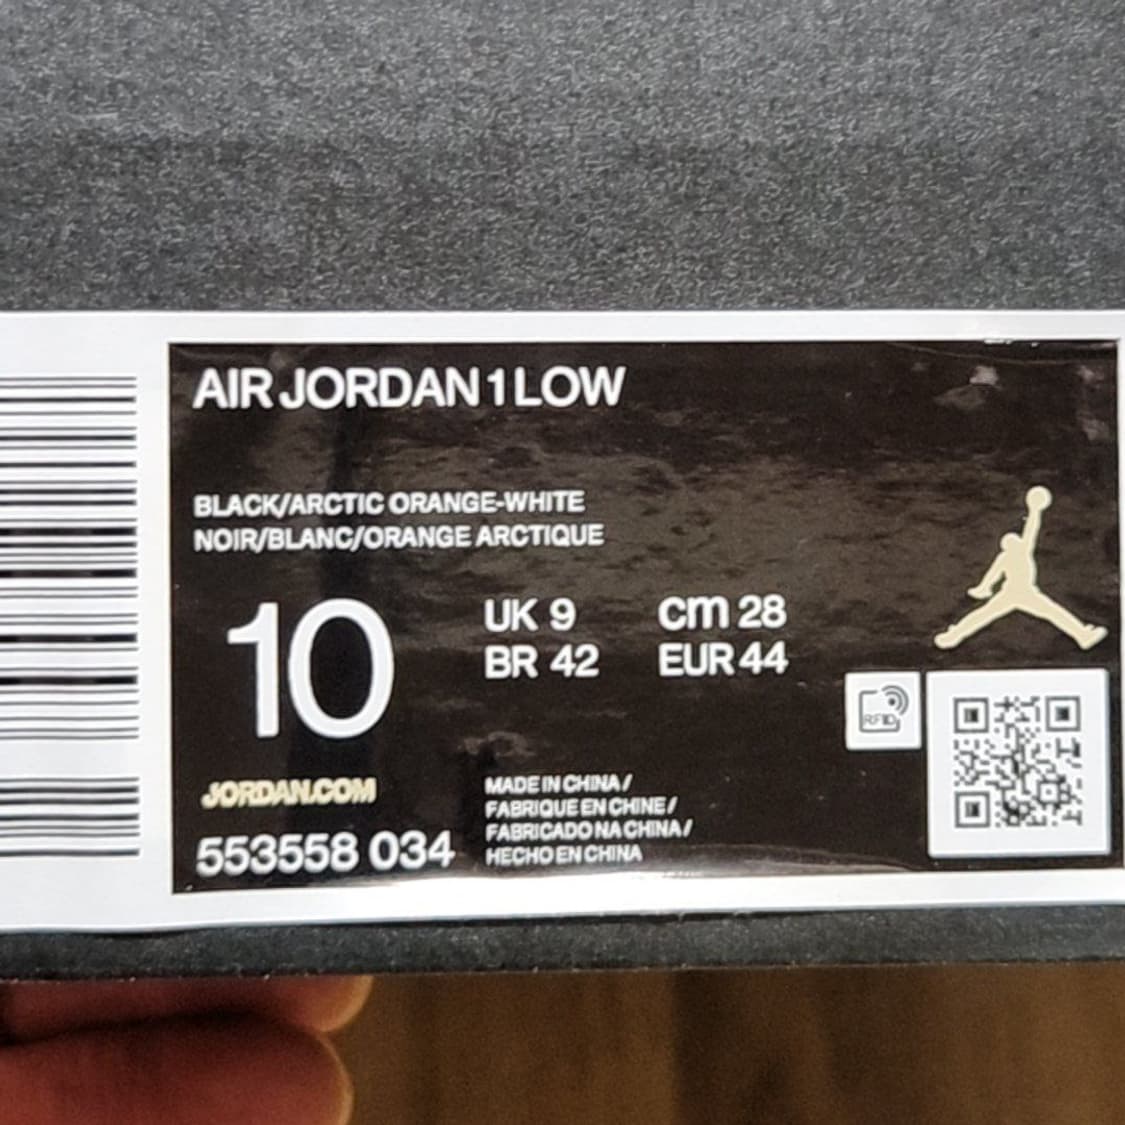 AIR JORDAN 1 LOW
BLACK/ARCTIC ORANGE-WHITE
NOIR/BLANC/ORANGE ARCTIQUE
10
UK 9 cm 28
BR 42 EUR 44
RFID
JORDAN.COM
553558 034
MADE IN CHINA /
FABRIQUE EN CHINE /
FABRICADO NA CHINA /
HECHO EN CHINA